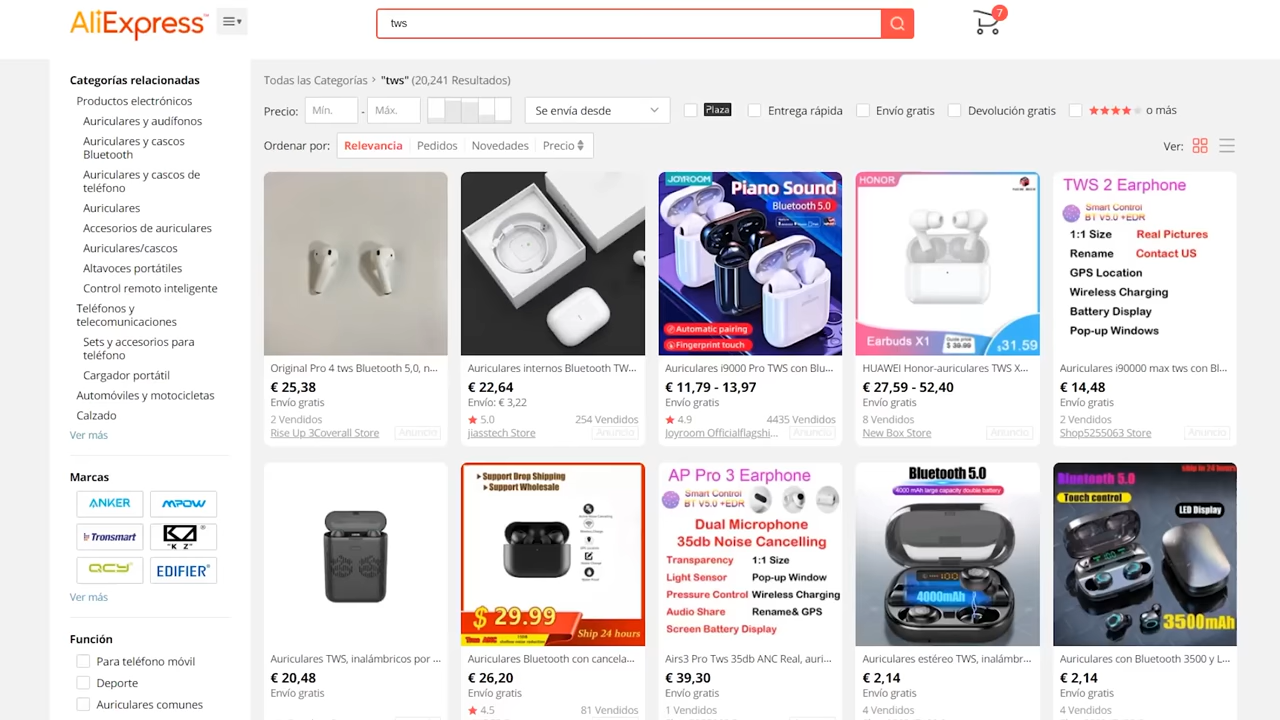 AliExpress
tws
7
Categorías relacionadas
Productos electrónicos
Auriculares y audífonos
Auriculares y cascos
Bluetooth
Auriculares y cascos de
teléfono
Auriculares
Accesorios de auriculares
Auriculares/cascos
Altavoces portátiles
Control remoto inteligente
Teléfonos y
telecomunicaciones
Sets y accesorios para
teléfono
Cargador portátil
Automóviles y motocicletas
Calzado
Ver más
Marcas
ANKER
MPOW
Tronsmart
KZ
"K Z"
QCY
EDIFIER
Ver más
Función
Para teléfono móvil
Deporte
Auriculares comunes
Todas las Categorías > "tws" (20,241 Resultados)
Precio: Mín. - Máx. Se envía desde Plaza Entrega rápida Envío gratis Devolución gratis o más
Ordenar por: Relevancia Pedidos Novedades Precio Ver:
Original Pro 4 tws Bluetooth 5,0, n...
€ 25,38
Envío gratis
2 Vendidos
Rise Up 3Coverall Store Anuncio
Auriculares internos Bluetooth TW...
€ 22,64
Envío: € 3,22
5.0 254 Vendidos
jiasstech Store Anuncio
JOYROOM
Piano Sound
Bluetooth 5.0
Automatic pairing
Fingerprint touch
Auriculares i9000 Pro TWS con Blu...
€ 11,79 - 13,97
Envío gratis
4.9 4435 Vendidos
Joyroom Officialflagshi... Anuncio
HONOR
Earbuds X1
$ 39.99
$31.59
HUAWEI Honor-auriculares TWS X...
€ 27,59 - 52,40
Envío gratis
8 Vendidos
New Box Store Anuncio
TWS 2 Earphone
Smart Control
BT V5.0 +EDR
1:1 Size Real Pictures
Rename Contact US
GPS Location
Wireless Charging
Battery Display
Pop-up Windows
Auriculares i90000 max tws con Bl...
€ 14,48
Envío gratis
2 Vendidos
Shop5255063 Store Anuncio
Auriculares TWS, inalámbricos por ...
€ 20,48
Envío gratis
Support Drop Shipping
Support Wholesale
$ 29.99
Ship 24 hours
Auriculares Bluetooth con cancela...
€ 26,20
Envío gratis
4.5 81 Vendidos
AP Pro 3 Earphone
Smart Control
BT V5.0 +EDR
Dual Microphone
35db Noise Cancelling
Transparency 1:1 Size
Light Sensor Pop-up Window
Pressure Control Wireless Charging
Audio Share Rename& GPS
Screen Battery Display
Airs3 Pro Tws 35db ANC Real, auri...
€ 39,30
Envío gratis
1 Vendidos
Bluetooth 5.0
4000 mAh large capacity double battery
4000mAh
Auriculares estéreo TWS, inalámbr...
€ 2,14
Envío gratis
4 Vendidos
ship in 24 hours
Bluetooth 5.0
Touch control
LED Display
3500mAh
Auriculares con Bluetooth 3500 y L...
€ 2,14
Envío gratis
4 Vendidos